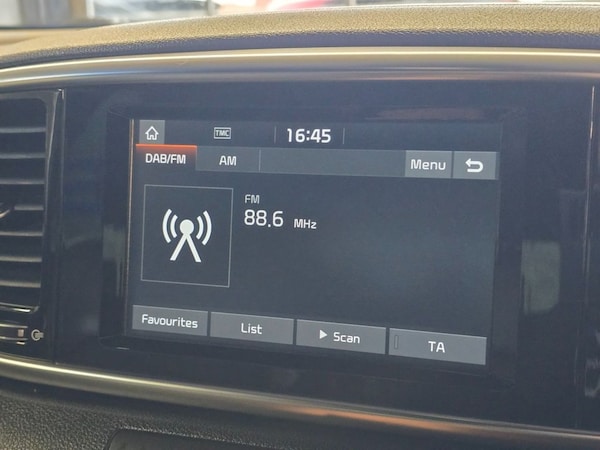 TMC
16:45
DAB/FM AM Menu
FM
88.6 MHz
Favourites List Scan TA